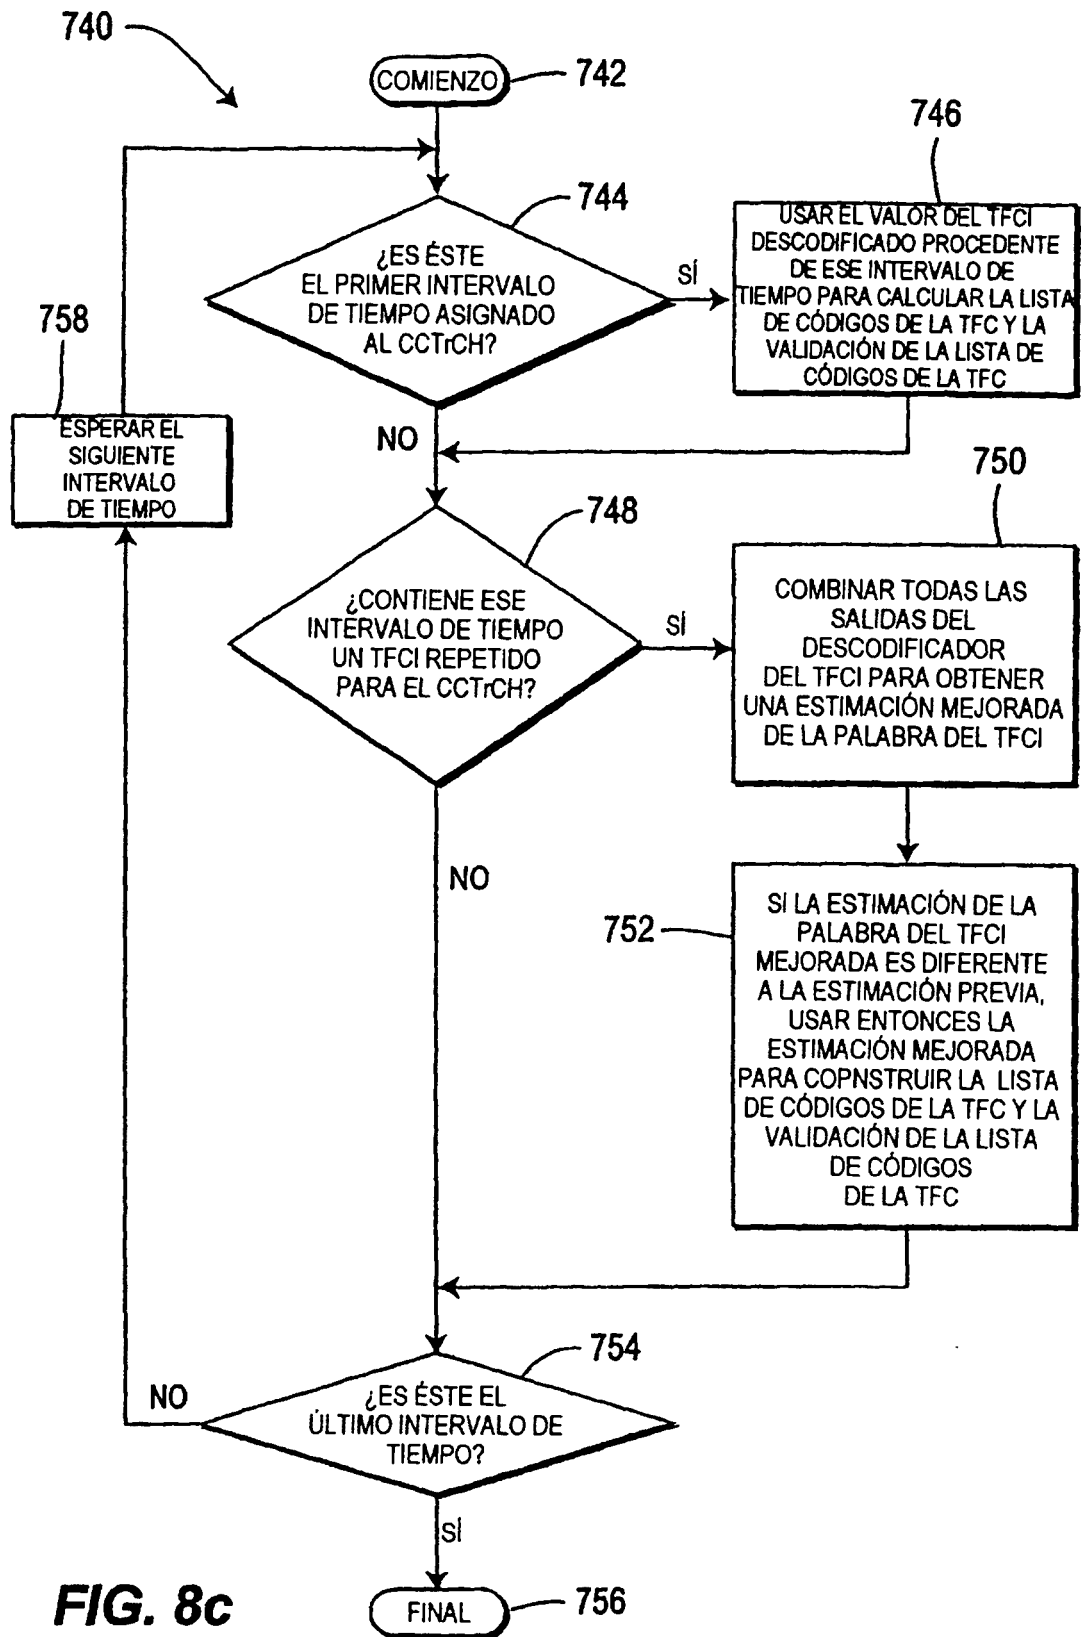 740
COMIENZO
742
744
¿ES ÉSTE
EL PRIMER INTERVALO
DE TIEMPO ASIGNADO
AL CCTrCH?
SÍ
746
USAR EL VALOR DEL TFCI
DESCODIFICADO PROCEDENTE
DE ESE INTERVALO DE
TIEMPO PARA CALCULAR LA LISTA
DE CÓDIGOS DE LA TFC Y LA
VALIDACIÓN DE LA LISTA DE
CÓDIGOS DE LA TFC
758
ESPERAR EL
SIGUIENTE
INTERVALO
DE TIEMPO
NO
748
¿CONTIENE ESE
INTERVALO DE TIEMPO
UN TFCI REPETIDO
PARA EL CCTrCH?
SÍ
750
COMBINAR TODAS LAS
SALIDAS DEL
DESCODIFICADOR
DEL TFCI PARA OBTENER
UNA ESTIMACIÓN MEJORADA
DE LA PALABRA DEL TFCI
NO
752
SI LA ESTIMACIÓN DE LA
PALABRA DEL TFCI
MEJORADA ES DIFERENTE
A LA ESTIMACIÓN PREVIA,
USAR ENTONCES LA
ESTIMACIÓN MEJORADA
PARA COPNSTRUIR LA LISTA
DE CÓDIGOS DE LA TFC Y LA
VALIDACIÓN DE LA LISTA
DE CÓDIGOS
DE LA TFC
754
NO
¿ES ÉSTE EL
ÚLTIMO INTERVALO DE
TIEMPO?
SÍ
FINAL
756
FIG. 8c